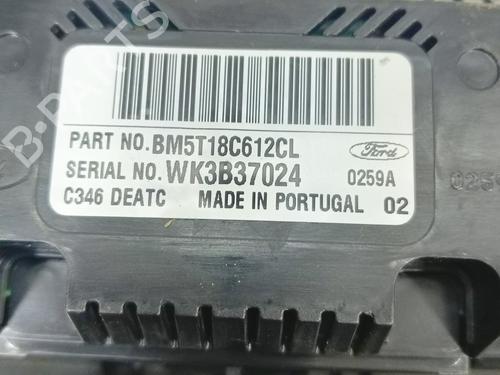 B-PARTS
PART NO. BM5T18C612CL
Ford
SERIAL NO. WK3B37024
0259A
C346 DEATC MADE IN PORTUGAL 02